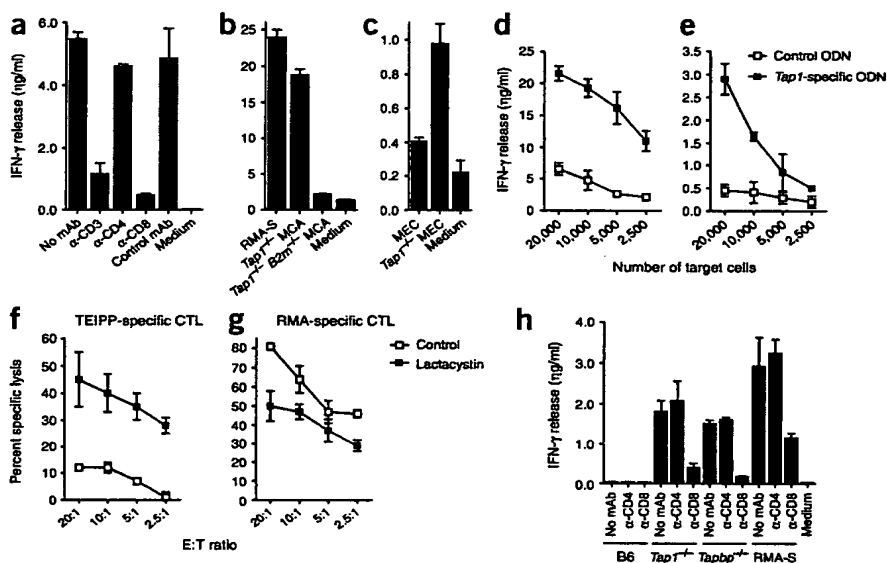 a
IFN-γ release (ng/ml)
6.0
4.0
2.0
0.0
No mAb
α-CD3
α-CD4
α-CD8
Control mAb
Medium
b
25
20
15
10
5
0
RMA-S
Tap1−/− MCA
Tap1−/− B2m−/− MCA
Medium
c
1.0
0.8
0.6
0.4
0.2
0.0
MEC
Tap1−/− MEC
Medium
d
IFN-γ release (ng/ml)
25
20
15
10
5
0
20,000
10,000
5,000
2,500
e
5.0
3.0
2.5
2.0
1.5
1.0
0.5
0.0
20,000
10,000
5,000
2,500
Control ODN
Tap1-specific ODN
Number of target cells
f
TEIPP-specific CTL
Percent specific lysis
60
50
40
30
20
10
0
20:1
10:1
5:1
2.5:1
g
RMA-specific CTL
80
70
60
50
40
30
20
10
0
20:1
10:1
5:1
2.5:1
Control
Lactacystin
E:T ratio
h
IFN-γ release (ng/ml)
4.0
3.0
2.0
1.0
0.0
No mAb
α-CD4
α-CD8
No mAb
α-CD4
α-CD8
No mAb
α-CD4
α-CD8
No mAb
α-CD4
α-CD8
Medium
B6
Tap1−/−
Tapbp−/−
RMA-S